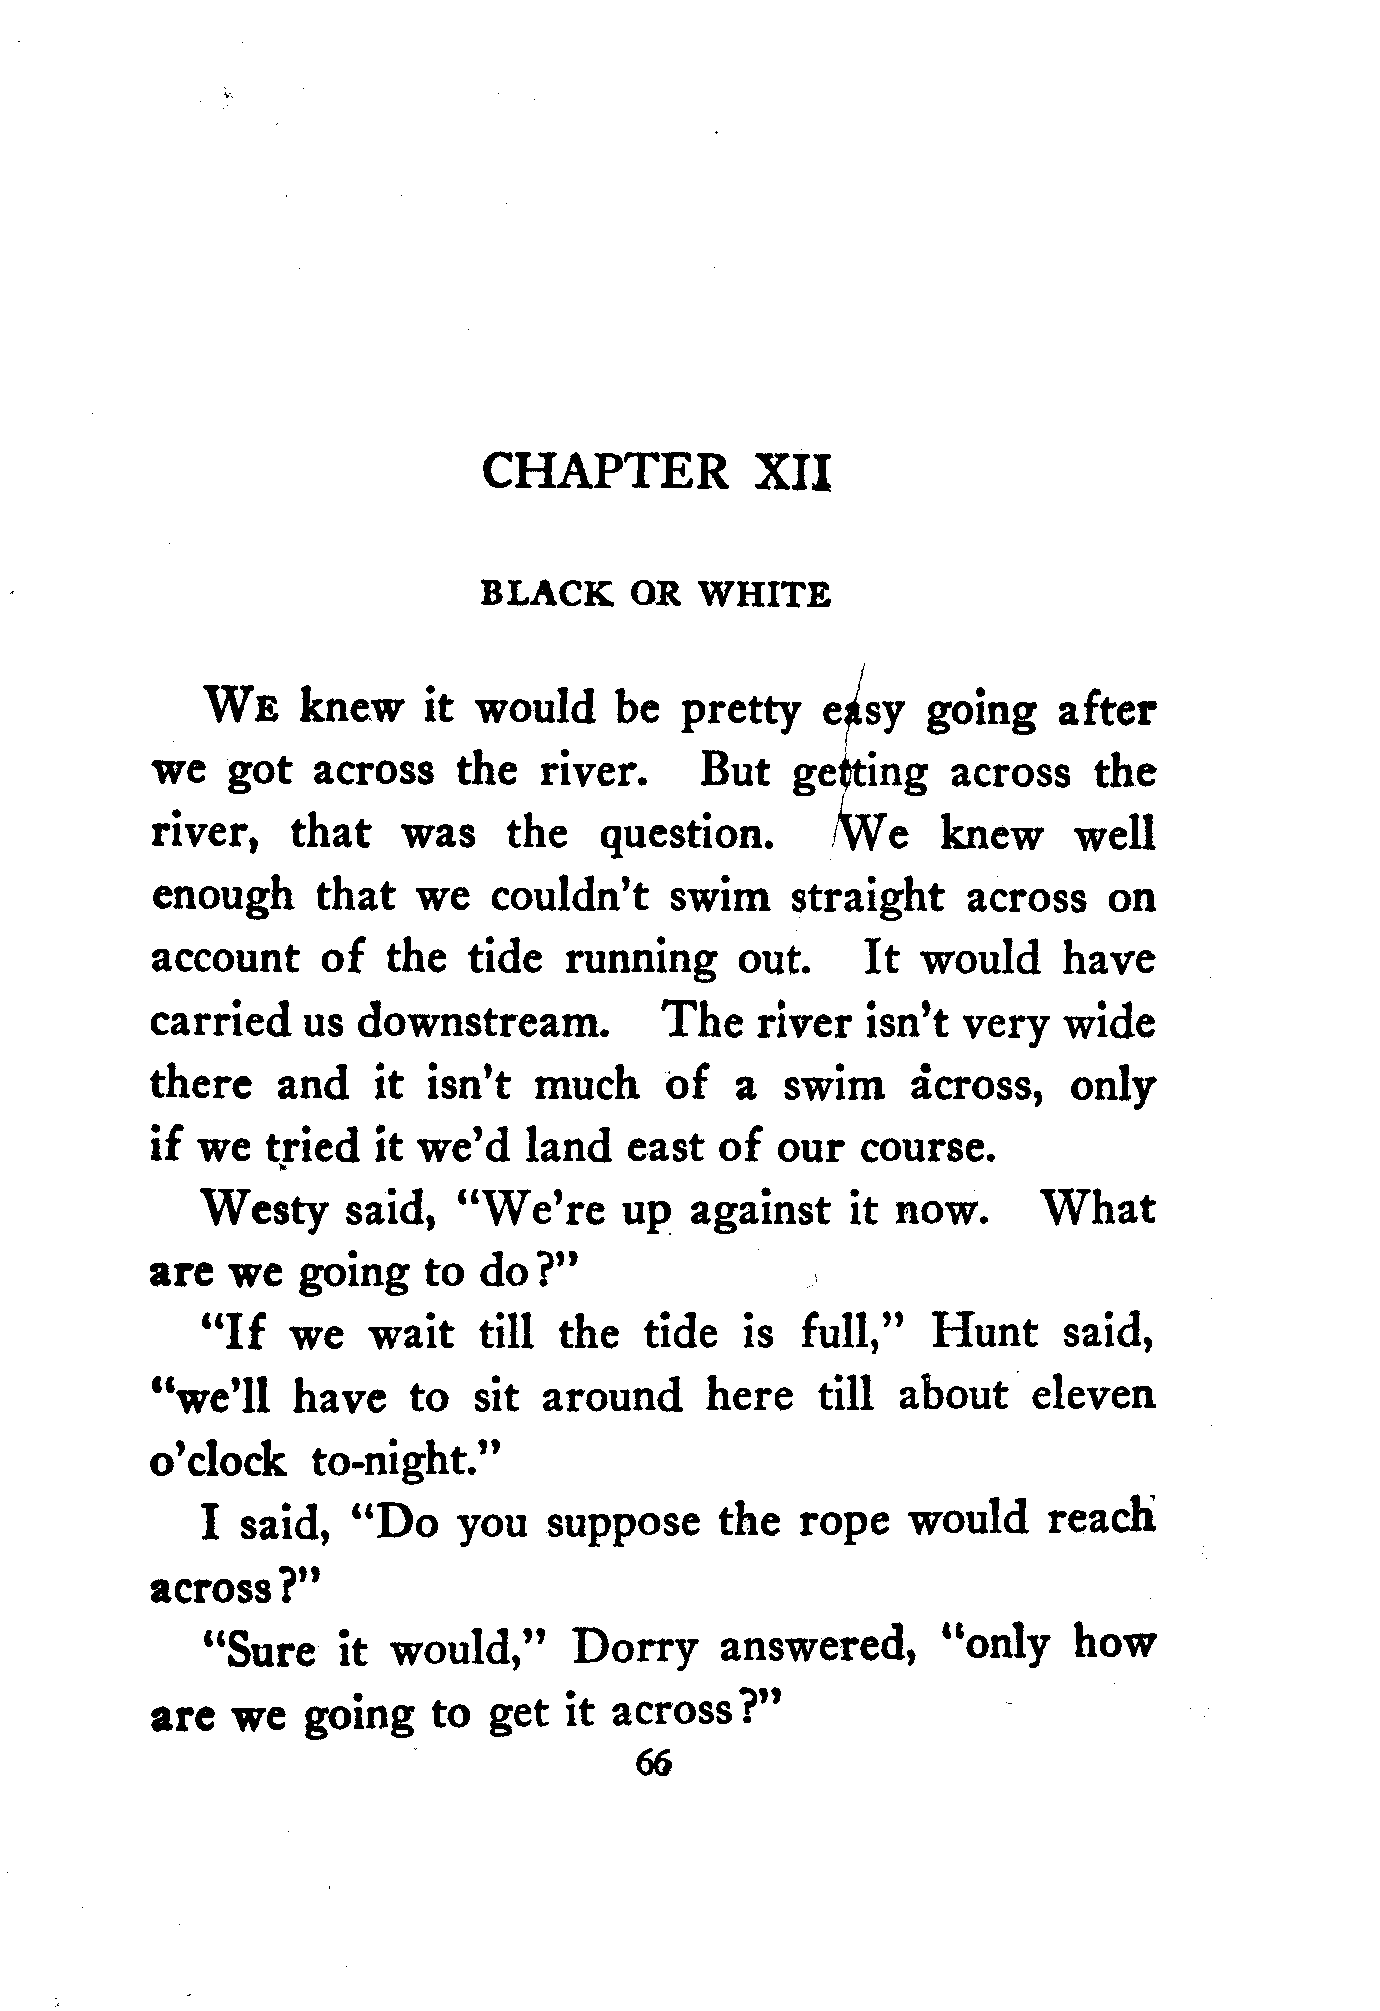 CHAPTER XII
BLACK OR WHITE
WE knew it would be pretty easy going after
we got across the river. But getting across the
river, that was the question. We knew well
enough that we couldn't swim straight across on
account of the tide running out. It would have
carried us downstream. The river isn't very wide
there and it isn't much of a swim across, only
if we tried it we'd land east of our course.
Westy said, "We're up against it now. What
are we going to do?"
"If we wait till the tide is full," Hunt said,
"we'll have to sit around here till about eleven
o'clock to-night."
I said, "Do you suppose the rope would reach
across?"
"Sure it would," Dorry answered, "only how
are we going to get it across?"
66